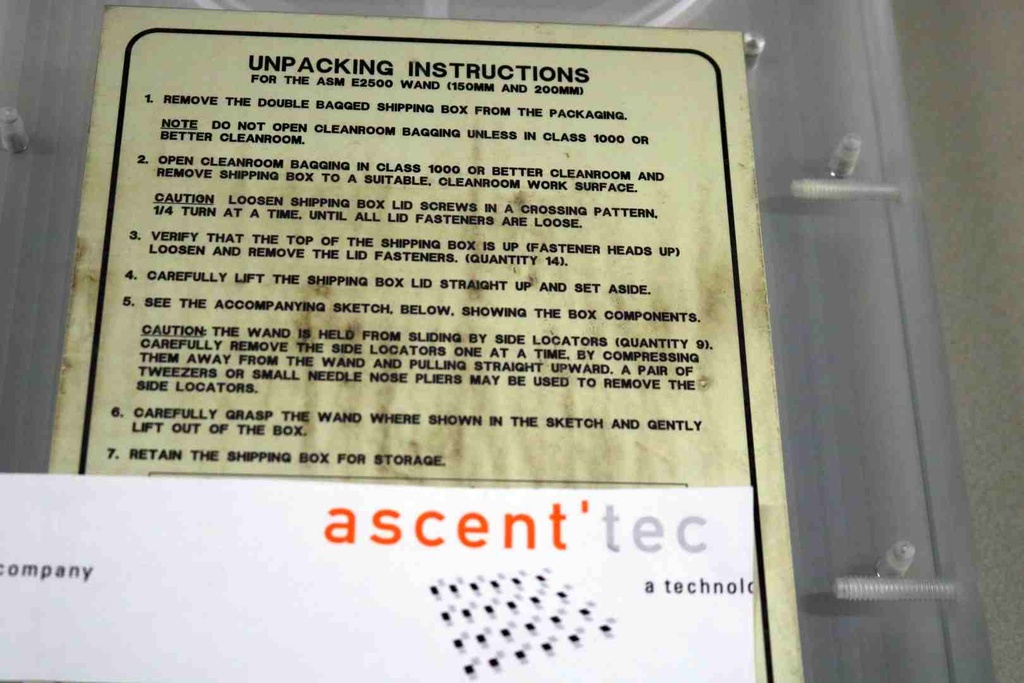 UNPACKING INSTRUCTIONS
FOR THE ASM E2500 WAND (150MM AND 200MM)
1. REMOVE THE DOUBLE BAGGED SHIPPING BOX FROM THE PACKAGING.
NOTE DO NOT OPEN CLEANROOM BAGGING UNLESS IN CLASS 1000 OR
BETTER CLEANROOM.
2. OPEN CLEANROOM BAGGING IN CLASS 1000 OR BETTER CLEANROOM AND
REMOVE SHIPPING BOX TO A SUITABLE, CLEANROOM WORK SURFACE.
CAUTION LOOSEN SHIPPING BOX LID SCREWS IN A CROSSING PATTERN,
1/4 TURN AT A TIME, UNTIL ALL LID FASTENERS ARE LOOSE.
3. VERIFY THAT THE TOP OF THE SHIPPING BOX IS UP (FASTENER HEADS UP)
LOOSEN AND REMOVE THE LID FASTENERS. (QUANTITY 14).
4. CAREFULLY LIFT THE SHIPPING BOX LID STRAIGHT UP AND SET ASIDE.
5. SEE THE ACCOMPANYING SKETCH, BELOW, SHOWING THE BOX COMPONENTS.
CAUTION: THE WAND IS HELD FROM SLIDING BY SIDE LOCATORS (QUANTITY 9).
CAREFULLY REMOVE THE SIDE LOCATORS ONE AT A TIME, BY COMPRESSING
THEM AWAY FROM THE WAND AND PULLING STRAIGHT UPWARD. A PAIR OF
TWEEZERS OR SMALL NEEDLE NOSE PLIERS MAY BE USED TO REMOVE THE
SIDE LOCATORS.
6. CAREFULLY GRASP THE WAND WHERE SHOWN IN THE SKETCH AND GENTLY
LIFT OUT OF THE BOX.
7. RETAIN THE SHIPPING BOX FOR STORAGE.
ascent'tec
company
a technolo